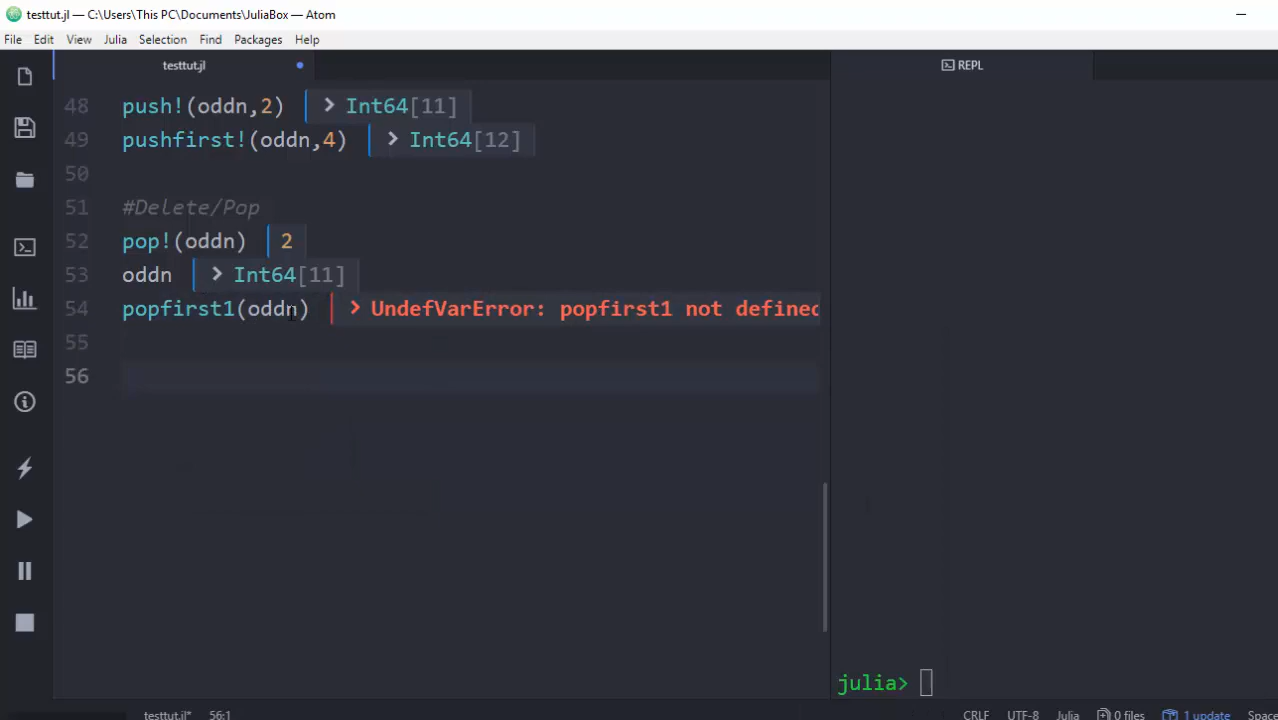 testtut.jl — C:\Users\This PC\Documents\JuliaBox — Atom
File Edit View Julia Selection Find Packages Help
testtut.jl
REPL
48 push!(oddn,2) > Int64[11]
49 pushfirst!(oddn,4) > Int64[12]
50
51 #Delete/Pop
52 pop!(oddn) 2
53 oddn > Int64[11]
54 popfirst1(oddn) > UndefVarError: popfirst1 not defined
55
56
julia>
testtut.jl* 56:1 CRLF UTF-8 Julia 0 files 1 update Spac